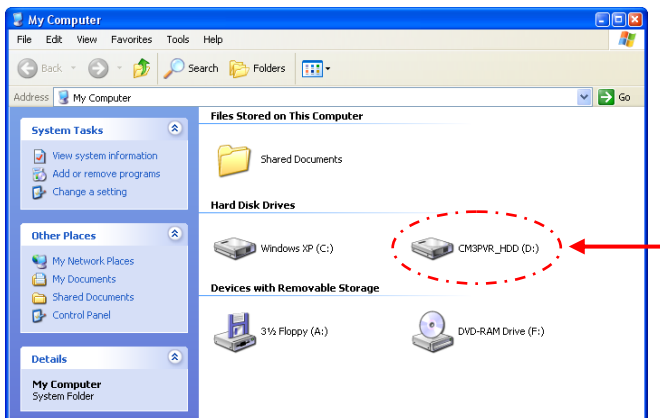 My Computer
File Edit View Favorites Tools Help
Back Search Folders
Address My Computer Go
System Tasks
View system information
Add or remove programs
Change a setting
Other Places
My Network Places
My Documents
Shared Documents
Control Panel
Details
My Computer
System Folder
Files Stored on This Computer
Shared Documents
Hard Disk Drives
Windows XP (C:)
CM3PVR_HDD (D:)
Devices with Removable Storage
3½ Floppy (A:)
DVD-RAM Drive (F:)